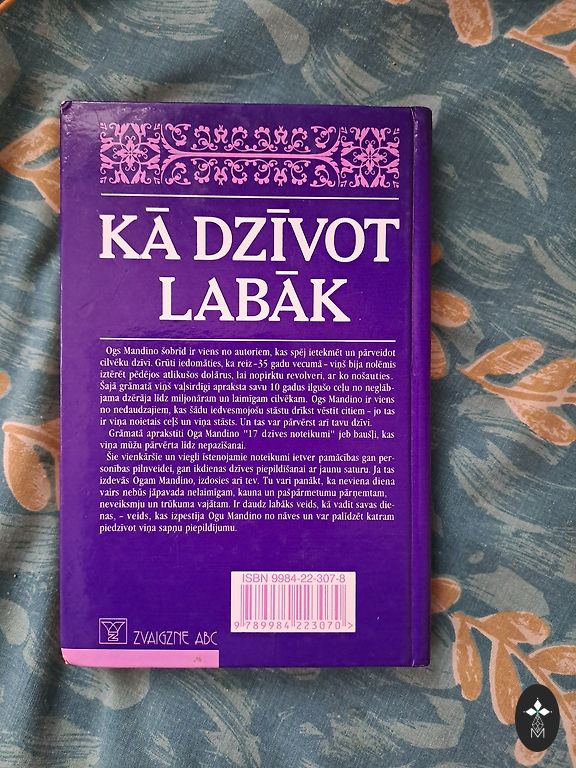 KĀ DZĪVOT
LABĀK
Ogs Mandino šobrīd ir viens no autoriem, kas spēj ietekmēt un pārveidot
cilvēku dzīvi. Grūti iedomāties, ka reiz – 35 gadu vecumā – viņš bija nolēmis
iztērēt pēdējos atlikušos dolārus, lai nopirktu revolveri, ar ko nošauties.
Šajā grāmatā viņš vaļsirdīgi apraksta savu 10 gadus ilgušo ceļu no neglāb-
jama dzērāja līdz miljonāram un laimīgam cilvēkam. Ogs Mandino ir viens
no nedaudzajiem, kas šādu iedvesmojošu stāstu drīkst vēstīt citiem – jo tas
ir viņa noietais ceļš un viņa stāsts. Un tas var pārvērst arī tavu dzīvi.
Grāmatā aprakstīti Oga Mandino "17 dzīves noteikumi" jeb baušļi, kas
viņa mūžu pārvērta līdz nepazīšanai.
Šie vienkāršie un viegli īstenojamie noteikumi ietver pamācības gan per-
sonības pilnveidei, gan ikdienas dzīves piepildīšanai ar jaunu saturu. Ja tas
izdevās Ogam Mandino, izdosies arī tev. Tu vari panākt, ka neviena diena
vairs nebūs jāpavada nelaimīgam, kauna un pašpārmetumu pārņemtam,
neveiksmju un trūkuma vajātam. Ir daudz labāks veids, kā vadīt savas die-
nas, – veids, kas izpestīja Ogu Mandino no nāves un var palīdzēt katram
piedzīvot viņa sapņu piepildījumu.
ISBN 9984-22-307-8
9 789984 223070 >
ZVAIGZNE ABC
M